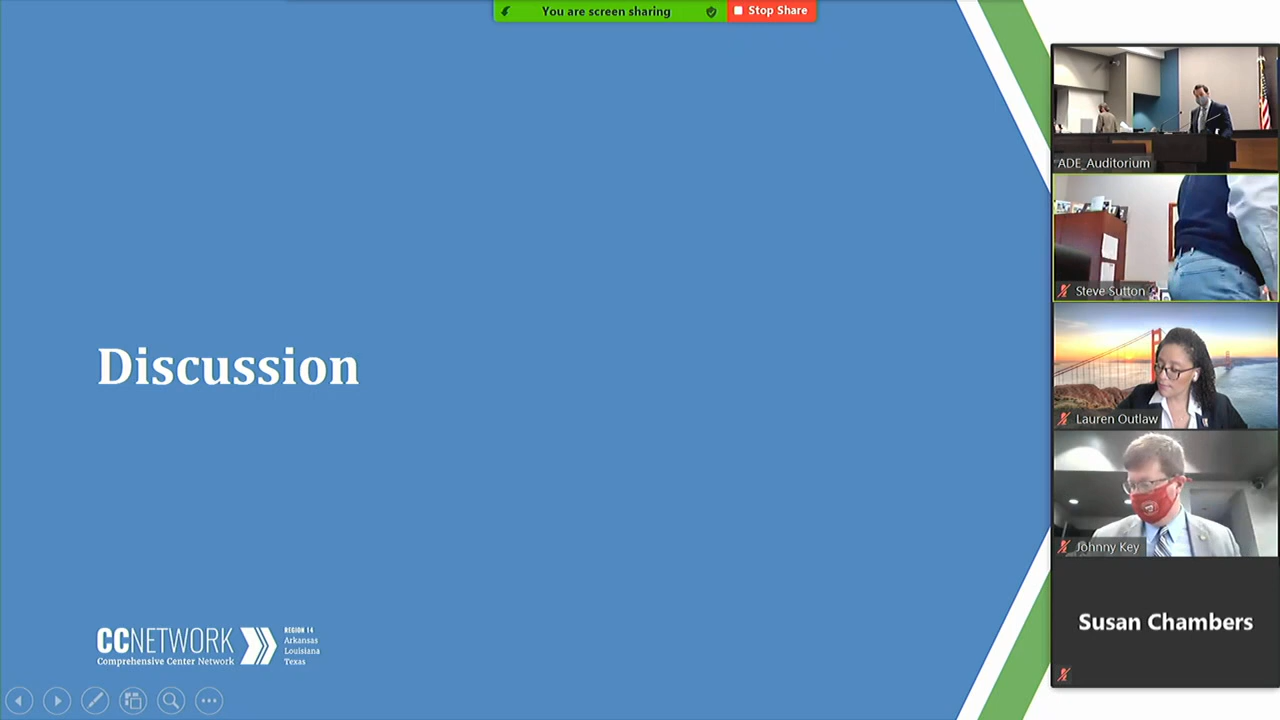 You are screen sharing
Stop Share
ADE_Auditorium
Steve Sutton
Lauren Outlaw
Johnny Key
Susan Chambers
Discussion
CCNETWORK
Comprehensive Center Network
REGION 14
Arkansas
Louisiana
Texas